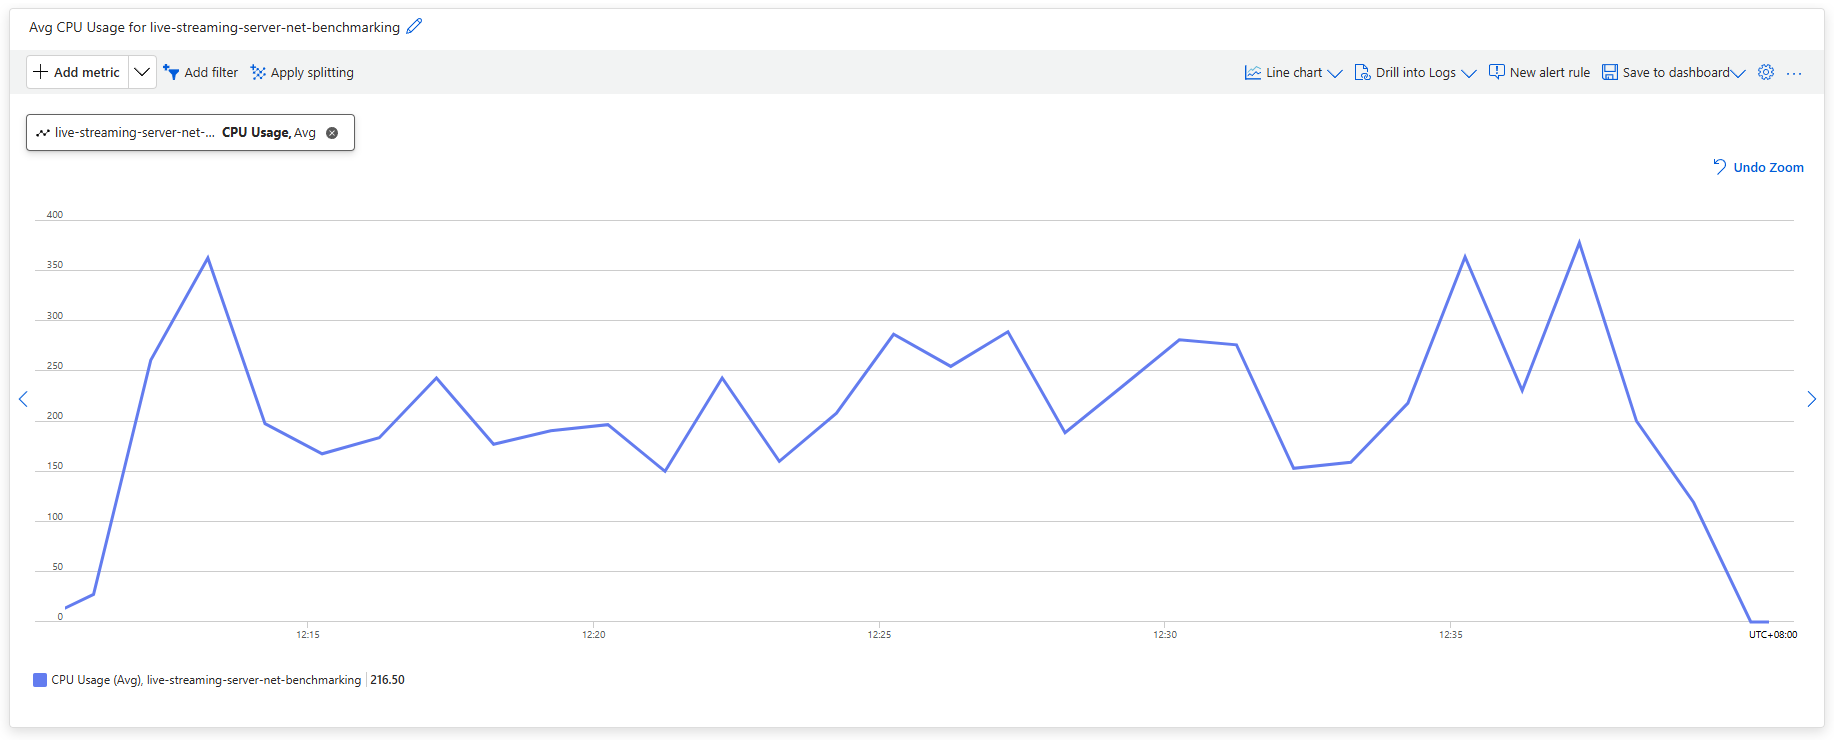 Avg CPU Usage for live-streaming-server-net-benchmarking
Add metric Add filter Apply splitting Line chart Drill into Logs New alert rule Save to dashboard ...
live-streaming-server-net-... CPU Usage, Avg
Undo Zoom
400
350
300
250
200
150
100
50
0
12:15 12:20 12:25 12:30 12:35 UTC+08:00
CPU Usage (Avg), live-streaming-server-net-benchmarking 216.50